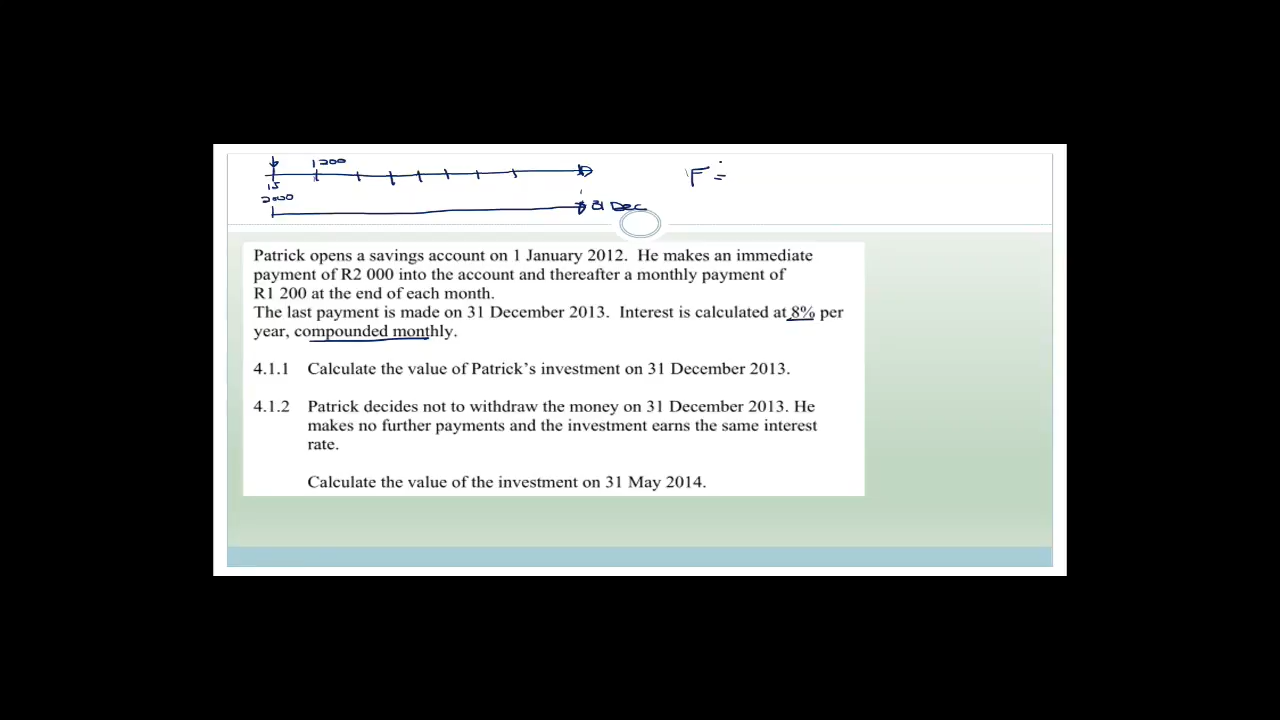 1200
F=
15
2000
31 Dec
Patrick opens a savings account on 1 January 2012. He makes an immediate
payment of R2 000 into the account and thereafter a monthly payment of
R1 200 at the end of each month.
The last payment is made on 31 December 2013. Interest is calculated at 8% per
year, compounded monthly.
4.1.1 Calculate the value of Patrick's investment on 31 December 2013.
4.1.2 Patrick decides not to withdraw the money on 31 December 2013. He
makes no further payments and the investment earns the same interest
rate.
Calculate the value of the investment on 31 May 2014.